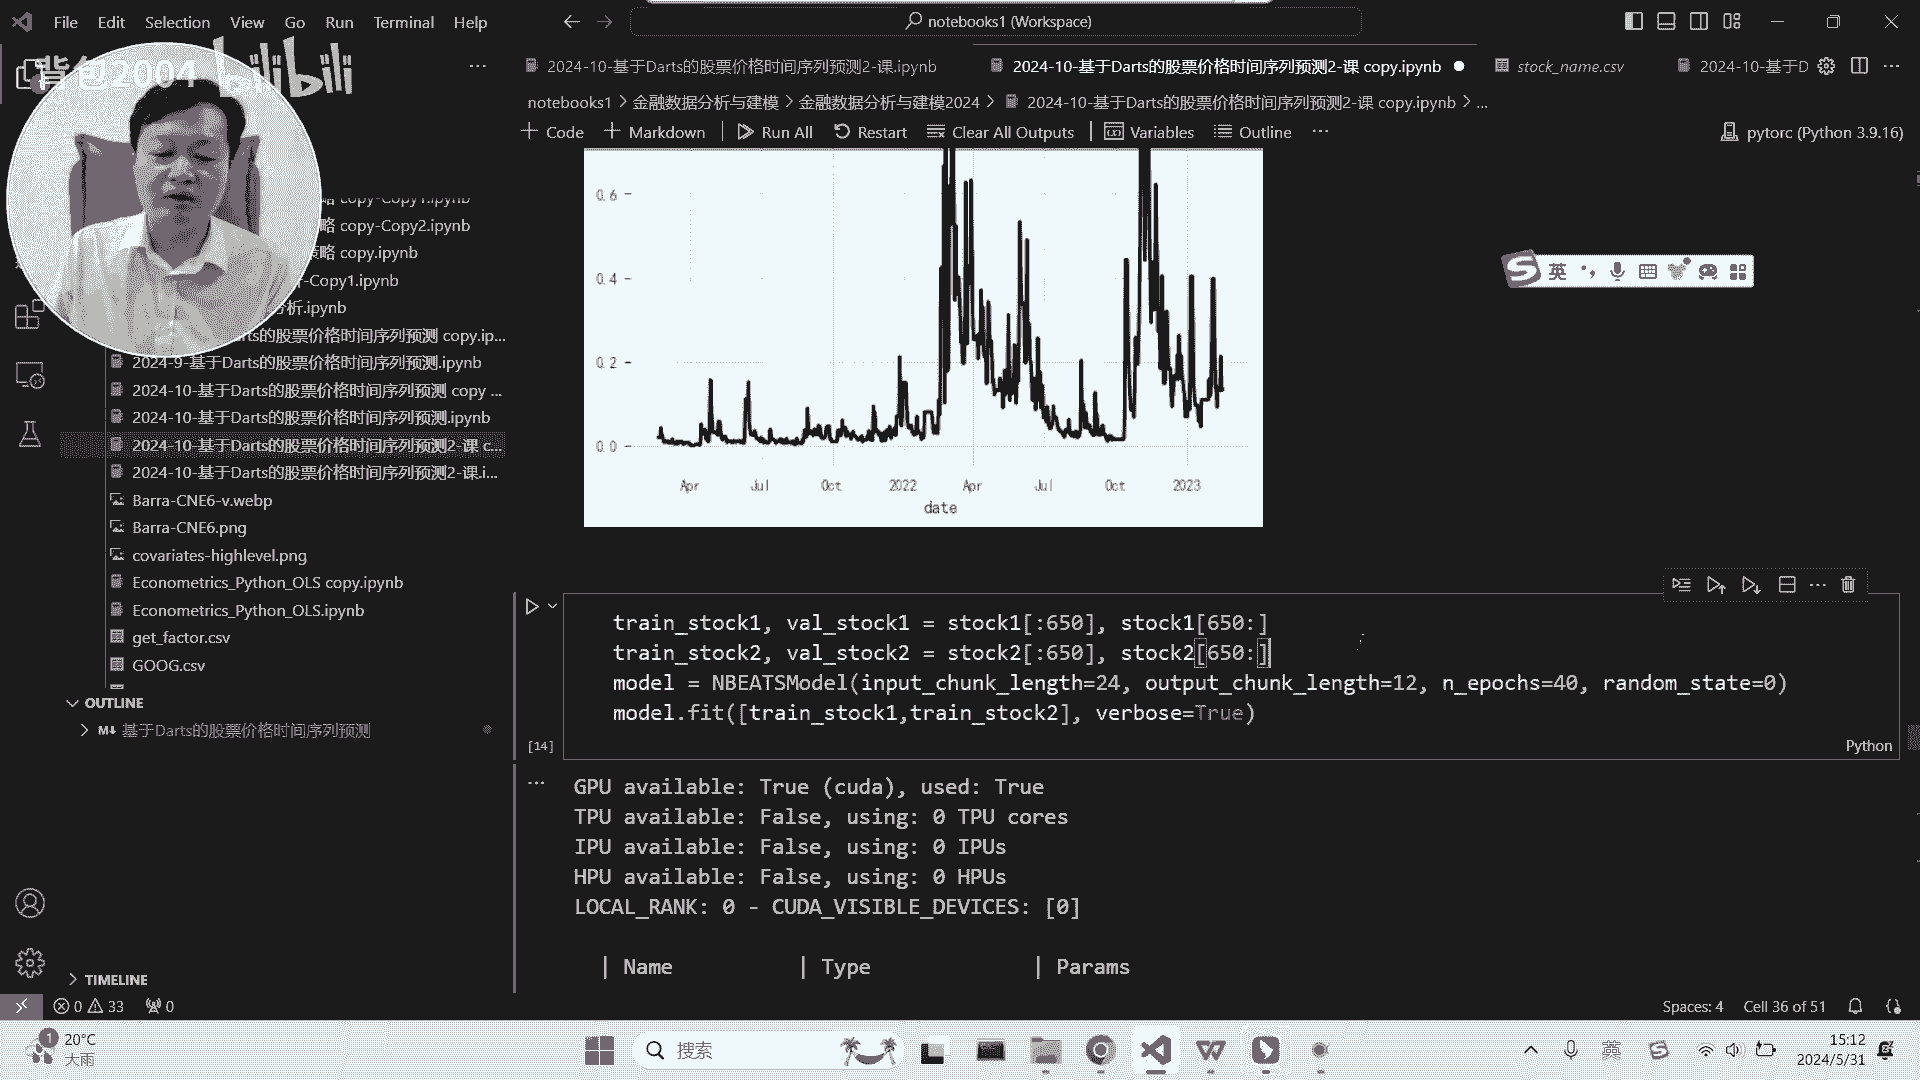 File Edit Selection View Go Run Terminal Help
notebooks1 (Workspace)
背包2004 bilibili
2024-10-基于Darts的股票价格时间序列预测2-课.ipynb
2024-10-基于Darts的股票价格时间序列预测2-课 copy.ipynb
stock_name.csv
2024-10-基于D
notebooks1 > 金融数据分析与建模 > 金融数据分析与建模2024 > 2024-10-基于Darts的股票价格时间序列预测2-课 copy.ipynb > ...
Code Markdown Run All Restart Clear All Outputs Variables Outline ...
pytorc (Python 3.9.16)
略 copy-Copy1.ipynb
略 copy-Copy2.ipynb
略 copy.ipynb
-Copy1.ipynb
析.ipynb
rts的股票价格时间序列预测 copy.ip...
2024-9-基于Darts的股票价格时间序列预测.ipynb
2024-10-基于Darts的股票价格时间序列预测 copy ...
2024-10-基于Darts的股票价格时间序列预测.ipynb
2024-10-基于Darts的股票价格时间序列预测2-课 c...
2024-10-基于Darts的股票价格时间序列预测2-课.i...
Barra-CNE6-v.webp
Barra-CNE6.png
covariates-highlevel.png
Econometrics_Python_OLS copy.ipynb
Econometrics_Python_OLS.ipynb
get_factor.csv
GOOG.csv
OUTLINE
M↓ 基于Darts的股票价格时间序列预测
TIMELINE
0.6
0.4
0.2
0.0
Apr Jul Oct 2022 Apr Jul Oct 2023
date
英
train_stock1, val_stock1 = stock1[:650], stock1[650:]
train_stock2, val_stock2 = stock2[:650], stock2[650:]
model = NBEATSModel(input_chunk_length=24, output_chunk_length=12, n_epochs=40, random_state=0)
model.fit([train_stock1,train_stock2], verbose=True)
[14]
Python
GPU available: True (cuda), used: True
TPU available: False, using: 0 TPU cores
IPU available: False, using: 0 IPUs
HPU available: False, using: 0 HPUs
LOCAL_RANK: 0 - CUDA_VISIBLE_DEVICES: [0]
| Name | Type | Params
0 33 0
Spaces: 4 Cell 36 of 51
1
20°C
大雨
搜索
英
15:12
2024/5/31